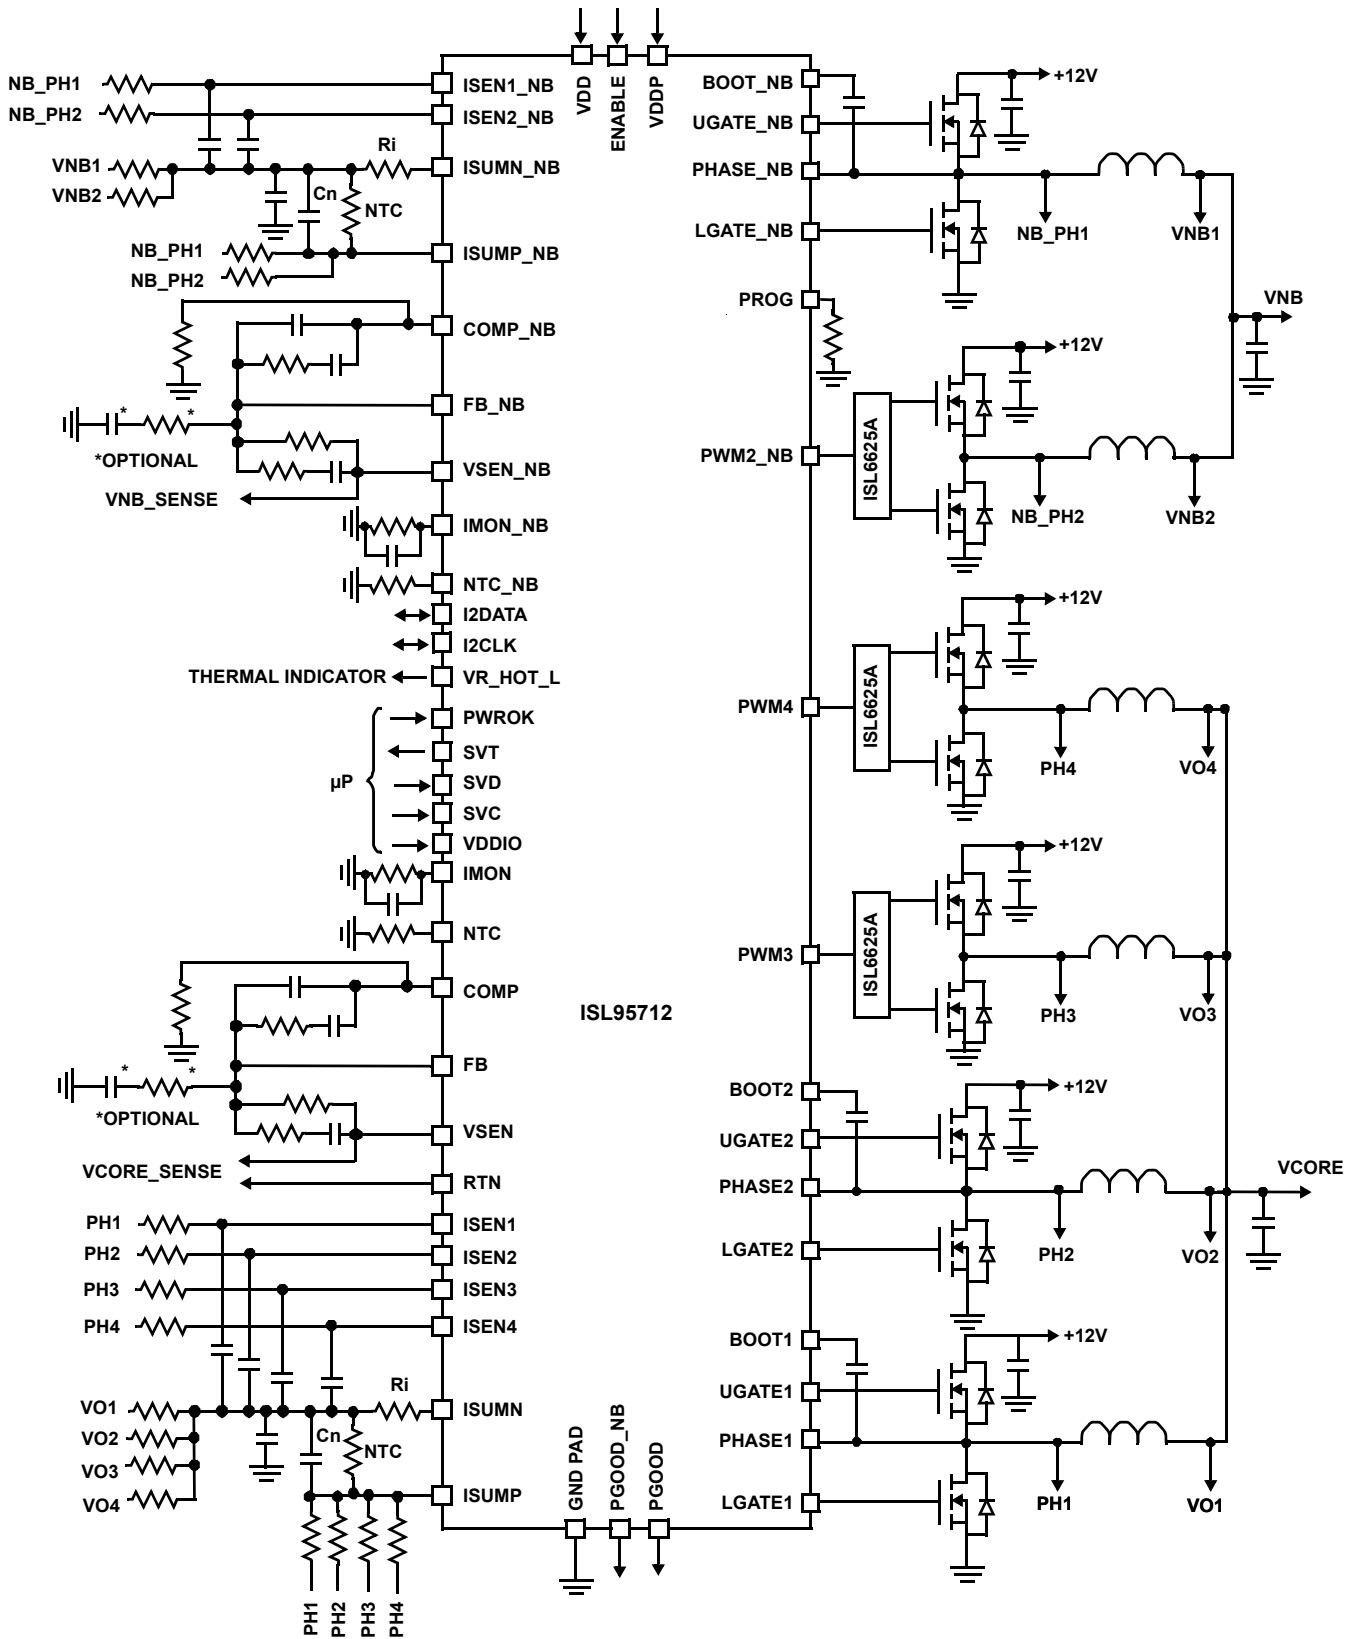 VDD
ENABLE
VDDP
NB_PH1
ISEN1_NB
NB_PH2
ISEN2_NB
Ri
VNB1
ISUMN_NB
VNB2
Cn
NTC
NB_PH1
ISUMP_NB
NB_PH2
COMP_NB
FB_NB
* *
*OPTIONAL
VSEN_NB
VNB_SENSE
IMON_NB
NTC_NB
I2DATA
I2CLK
THERMAL INDICATOR
VR_HOT_L
PWROK
SVT
µP
SVD
SVC
VDDIO
IMON
NTC
COMP
ISL95712
FB
* *
*OPTIONAL
VSEN
VCORE_SENSE
RTN
PH1
ISEN1
PH2
ISEN2
PH3
ISEN3
PH4
ISEN4
Ri
VO1
ISUMN
VO2
Cn
NTC
VO3
VO4
ISUMP
PH1
PH2
PH3
PH4
GND PAD
PGOOD_NB
PGOOD
BOOT_NB
+12V
UGATE_NB
PHASE_NB
NB_PH1
VNB1
LGATE_NB
PROG
VNB
+12V
PWM2_NB
ISL6625A
NB_PH2
VNB2
+12V
PWM4
ISL6625A
PH4
VO4
+12V
PWM3
ISL6625A
PH3
VO3
BOOT2
+12V
UGATE2
PHASE2
VCORE
LGATE2
PH2
VO2
BOOT1
+12V
UGATE1
PHASE1
LGATE1
PH1
VO1